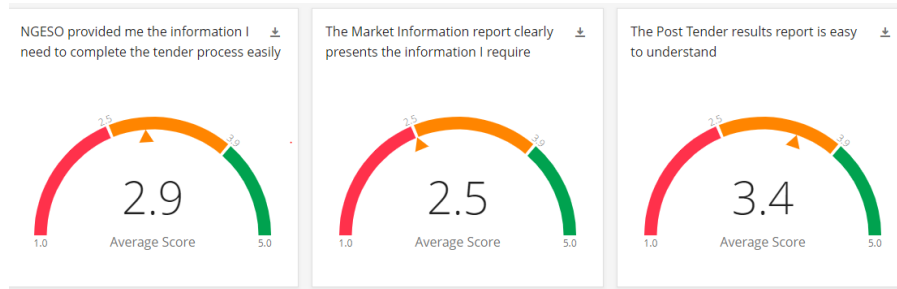 NGESO provided me the information I
need to complete the tender process easily
2.5
3.9
2.9
1.0
Average Score
5.0
The Market Information report clearly
presents the information I require
2.5
3.9
2.5
1.0
Average Score
5.0
The Post Tender results report is easy
to understand
2.5
3.9
3.4
1.0
Average Score
5.0